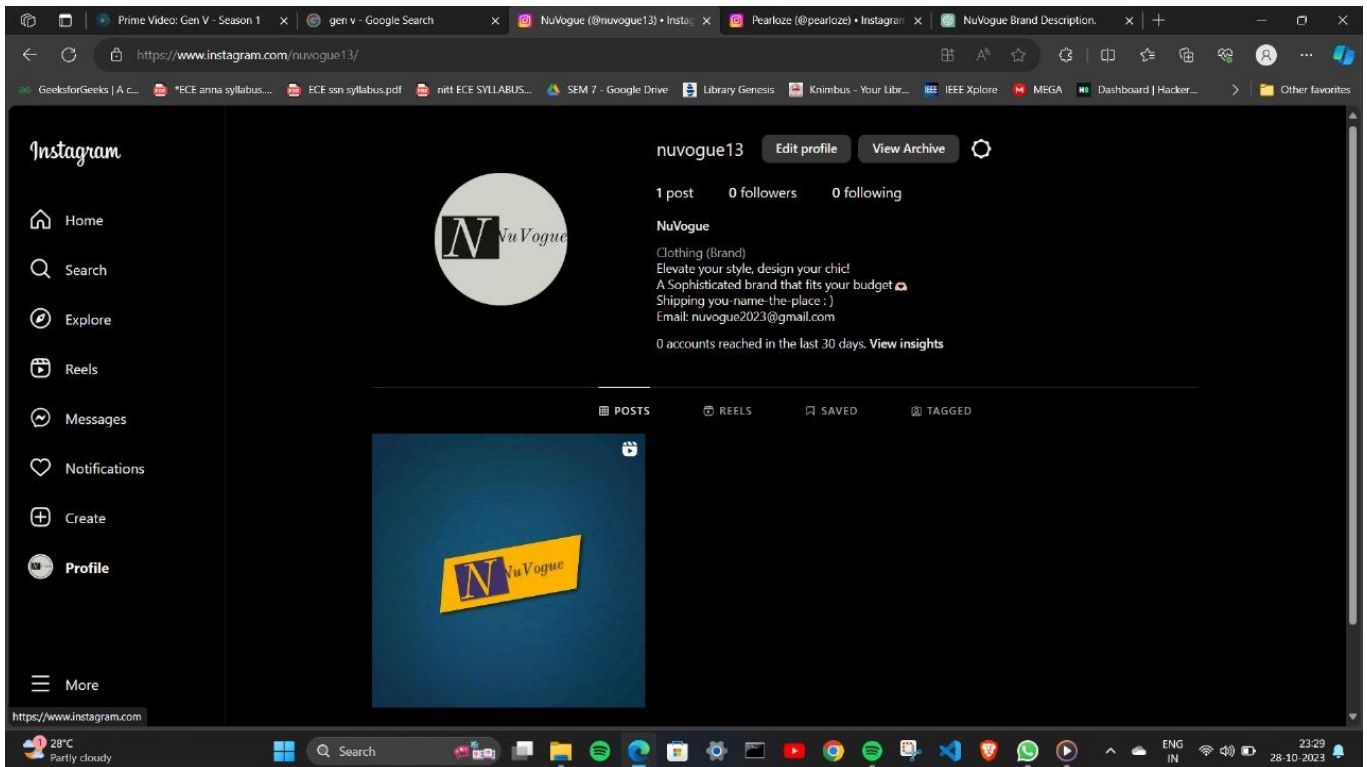 Prime Video: Gen V - Season 1
gen v - Google Search
NuVogue (@nuvogue13) • Instag
Pearloze (@pearloze) • Instagram
NuVogue Brand Description.
https://www.instagram.com/nuvogue13/
GeeksforGeeks | A c...
*ECE anna syllabus....
ECE ssn syllabus.pdf
nitt ECE SYLLABUS...
SEM 7 - Google Drive
Library Genesis
Knimbus - Your Libr...
IEEE Xplore
MEGA
Dashboard | Hacker...
Other favorites
Instagram
Home
Search
Explore
Reels
Messages
Notifications
Create
Profile
More
https://www.instagram.com
N NuVogue
nuvogue13 Edit profile View Archive
1 post 0 followers 0 following
NuVogue
Clothing (Brand)
Elevate your style, design your chic!
A Sophisticated brand that fits your budget🫶🏻
Shipping you-name-the-place : )
Email: nuvogue2023@gmail.com
0 accounts reached in the last 30 days. View insights
POSTS REELS SAVED TAGGED
N NuVogue
1
28°C
Partly cloudy
Search
ENG
IN
23:29
28-10-2023